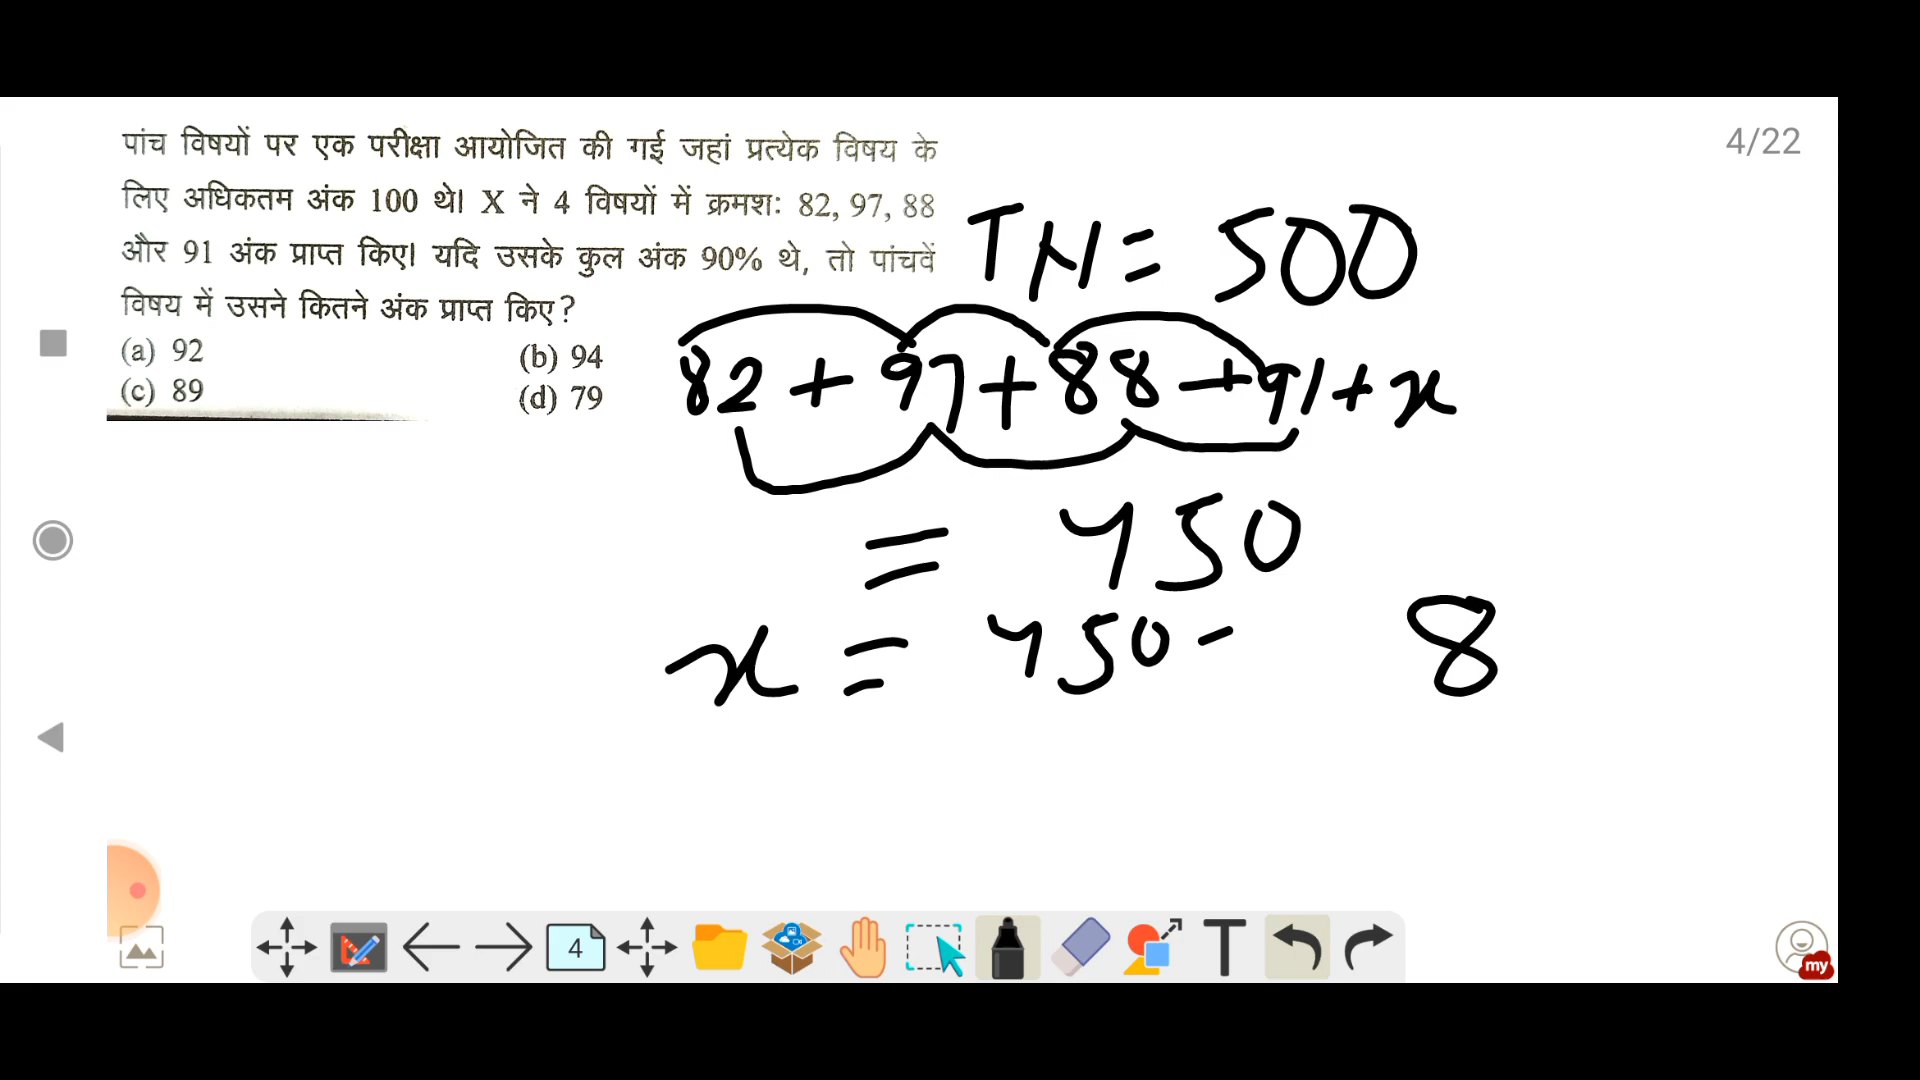 पांच विषयों पर एक परीक्षा आयोजित की गई जहां प्रत्येक विषय के
लिए अधिकतम अंक 100 थे। X ने 4 विषयों में क्रमशः 82, 97, 88
और 91 अंक प्राप्त किए। यदि उसके कुल अंक 90% थे, तो पांचवें
विषय में उसने कितने अंक प्राप्त किए?
(a) 92 (b) 94
(c) 89 (d) 79
4/22
TM = 500
82 + 97 + 88 + 91 + x
= 450
x = 450 - 8
4
T
my